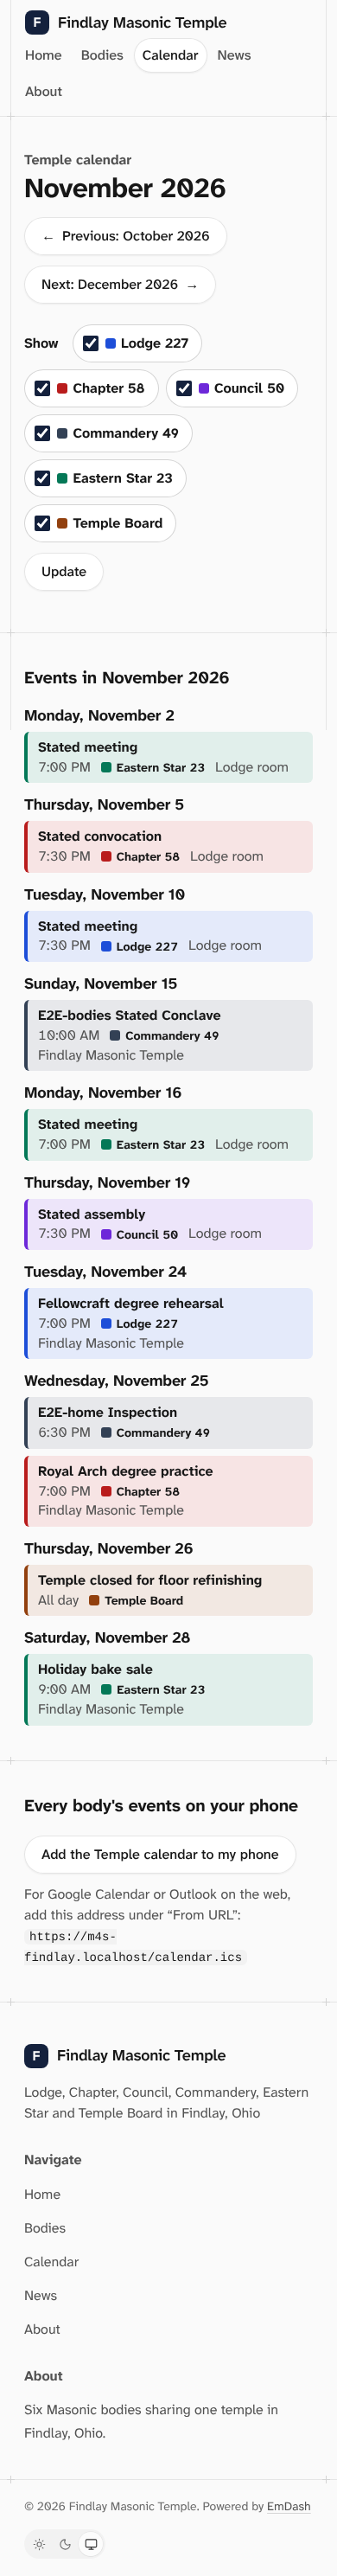 F Findlay Masonic Temple
Home Bodies Calendar News
About
Temple calendar
November 2026
← Previous: October 2026
Next: December 2026 →
Show Lodge 227
Chapter 58 Council 50
Commandery 49
Eastern Star 23
Temple Board
Update
Events in November 2026
Monday, November 2
Stated meeting
7:00 PM Eastern Star 23 Lodge room
Thursday, November 5
Stated convocation
7:30 PM Chapter 58 Lodge room
Tuesday, November 10
Stated meeting
7:30 PM Lodge 227 Lodge room
Sunday, November 15
E2E-bodies Stated Conclave
10:00 AM Commandery 49
Findlay Masonic Temple
Monday, November 16
Stated meeting
7:00 PM Eastern Star 23 Lodge room
Thursday, November 19
Stated assembly
7:30 PM Council 50 Lodge room
Tuesday, November 24
Fellowcraft degree rehearsal
7:00 PM Lodge 227
Findlay Masonic Temple
Wednesday, November 25
E2E-home Inspection
6:30 PM Commandery 49
Royal Arch degree practice
7:00 PM Chapter 58
Findlay Masonic Temple
Thursday, November 26
Temple closed for floor refinishing
All day Temple Board
Saturday, November 28
Holiday bake sale
9:00 AM Eastern Star 23
Findlay Masonic Temple
Every body's events on your phone
Add the Temple calendar to my phone
For Google Calendar or Outlook on the web,
add this address under “From URL”:
https://m4s-
findlay.localhost/calendar.ics
F Findlay Masonic Temple
Lodge, Chapter, Council, Commandery, Eastern
Star and Temple Board in Findlay, Ohio
Navigate
Home
Bodies
Calendar
News
About
About
Six Masonic bodies sharing one temple in
Findlay, Ohio.
© 2026 Findlay Masonic Temple. Powered by EmDash